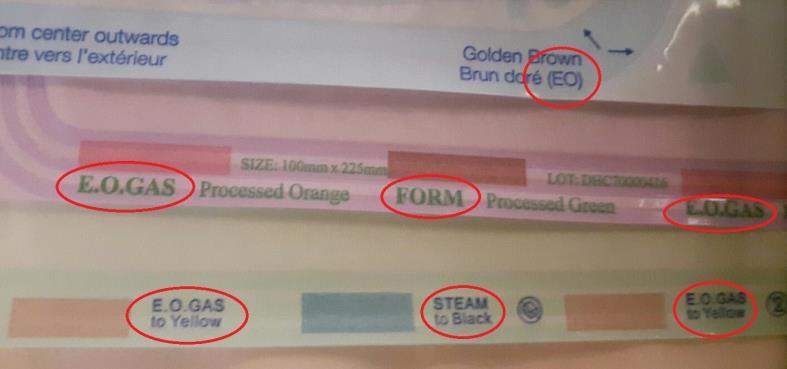 om center outwards
ntre vers l'extérieur
Golden Brown
Brun doré (EO)
SIZE: 100mm x 225mm
LOT: DHC70000416
E.O.GAS Processed Orange FORM Processed Green E.O.GAS
E.O.GAS
to Yellow
STEAM
to Black
E.O.GAS
to Yellow
2